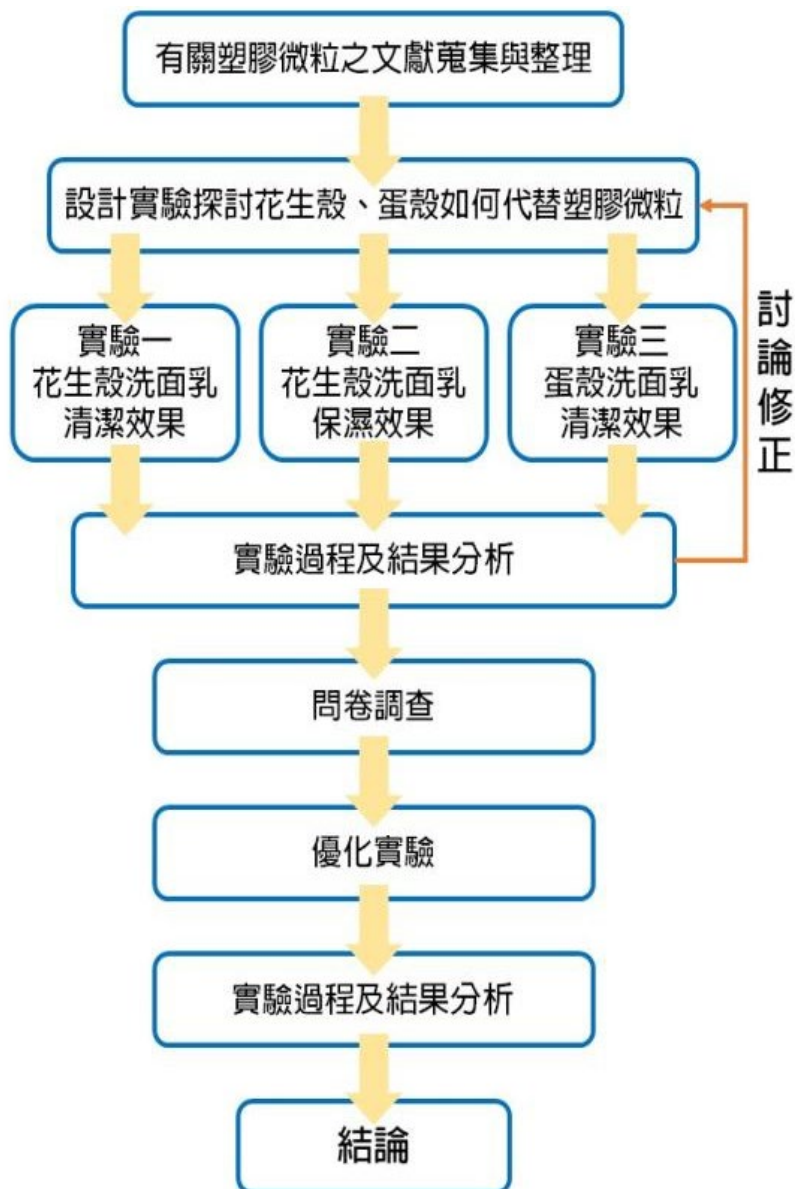 有關塑膠微粒之文獻蒐集與整理
設計實驗探討花生殼、蛋殼如何代替塑膠微粒
實驗一
花生殼洗面乳
清潔效果
實驗二
花生殼洗面乳
保濕效果
實驗三
蛋殼洗面乳
清潔效果
討論修正
實驗過程及結果分析
問卷調查
優化實驗
實驗過程及結果分析
結論